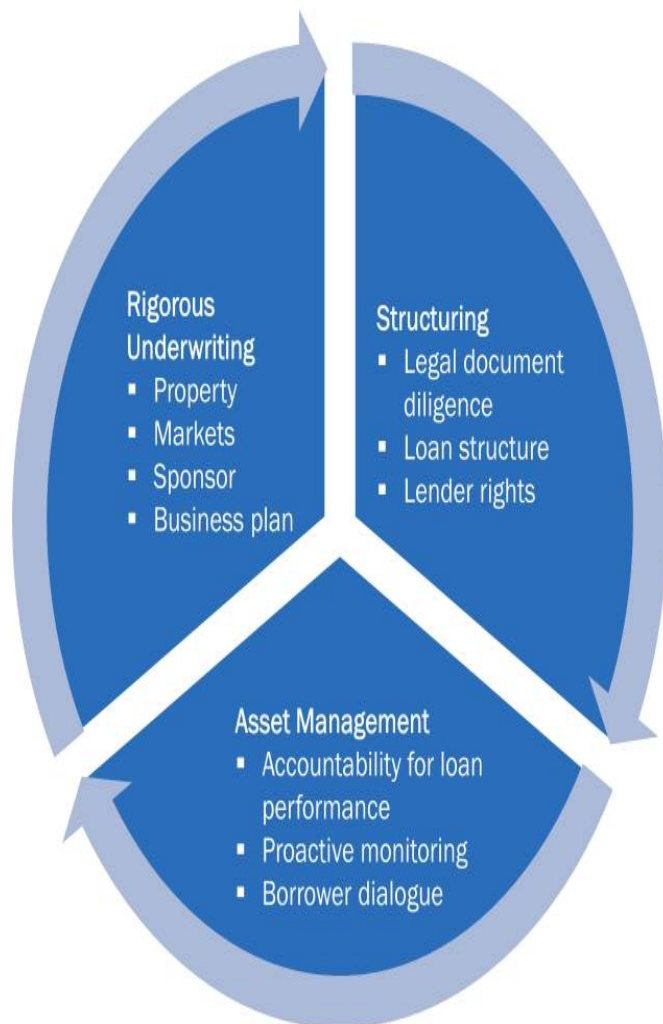 Rigorous
Underwriting
▪ Property
▪ Markets
▪ Sponsor
▪ Business plan
Structuring
▪ Legal document
diligence
▪ Loan structure
▪ Lender rights
Asset Management
▪ Accountability for loan
performance
▪ Proactive monitoring
▪ Borrower dialogue